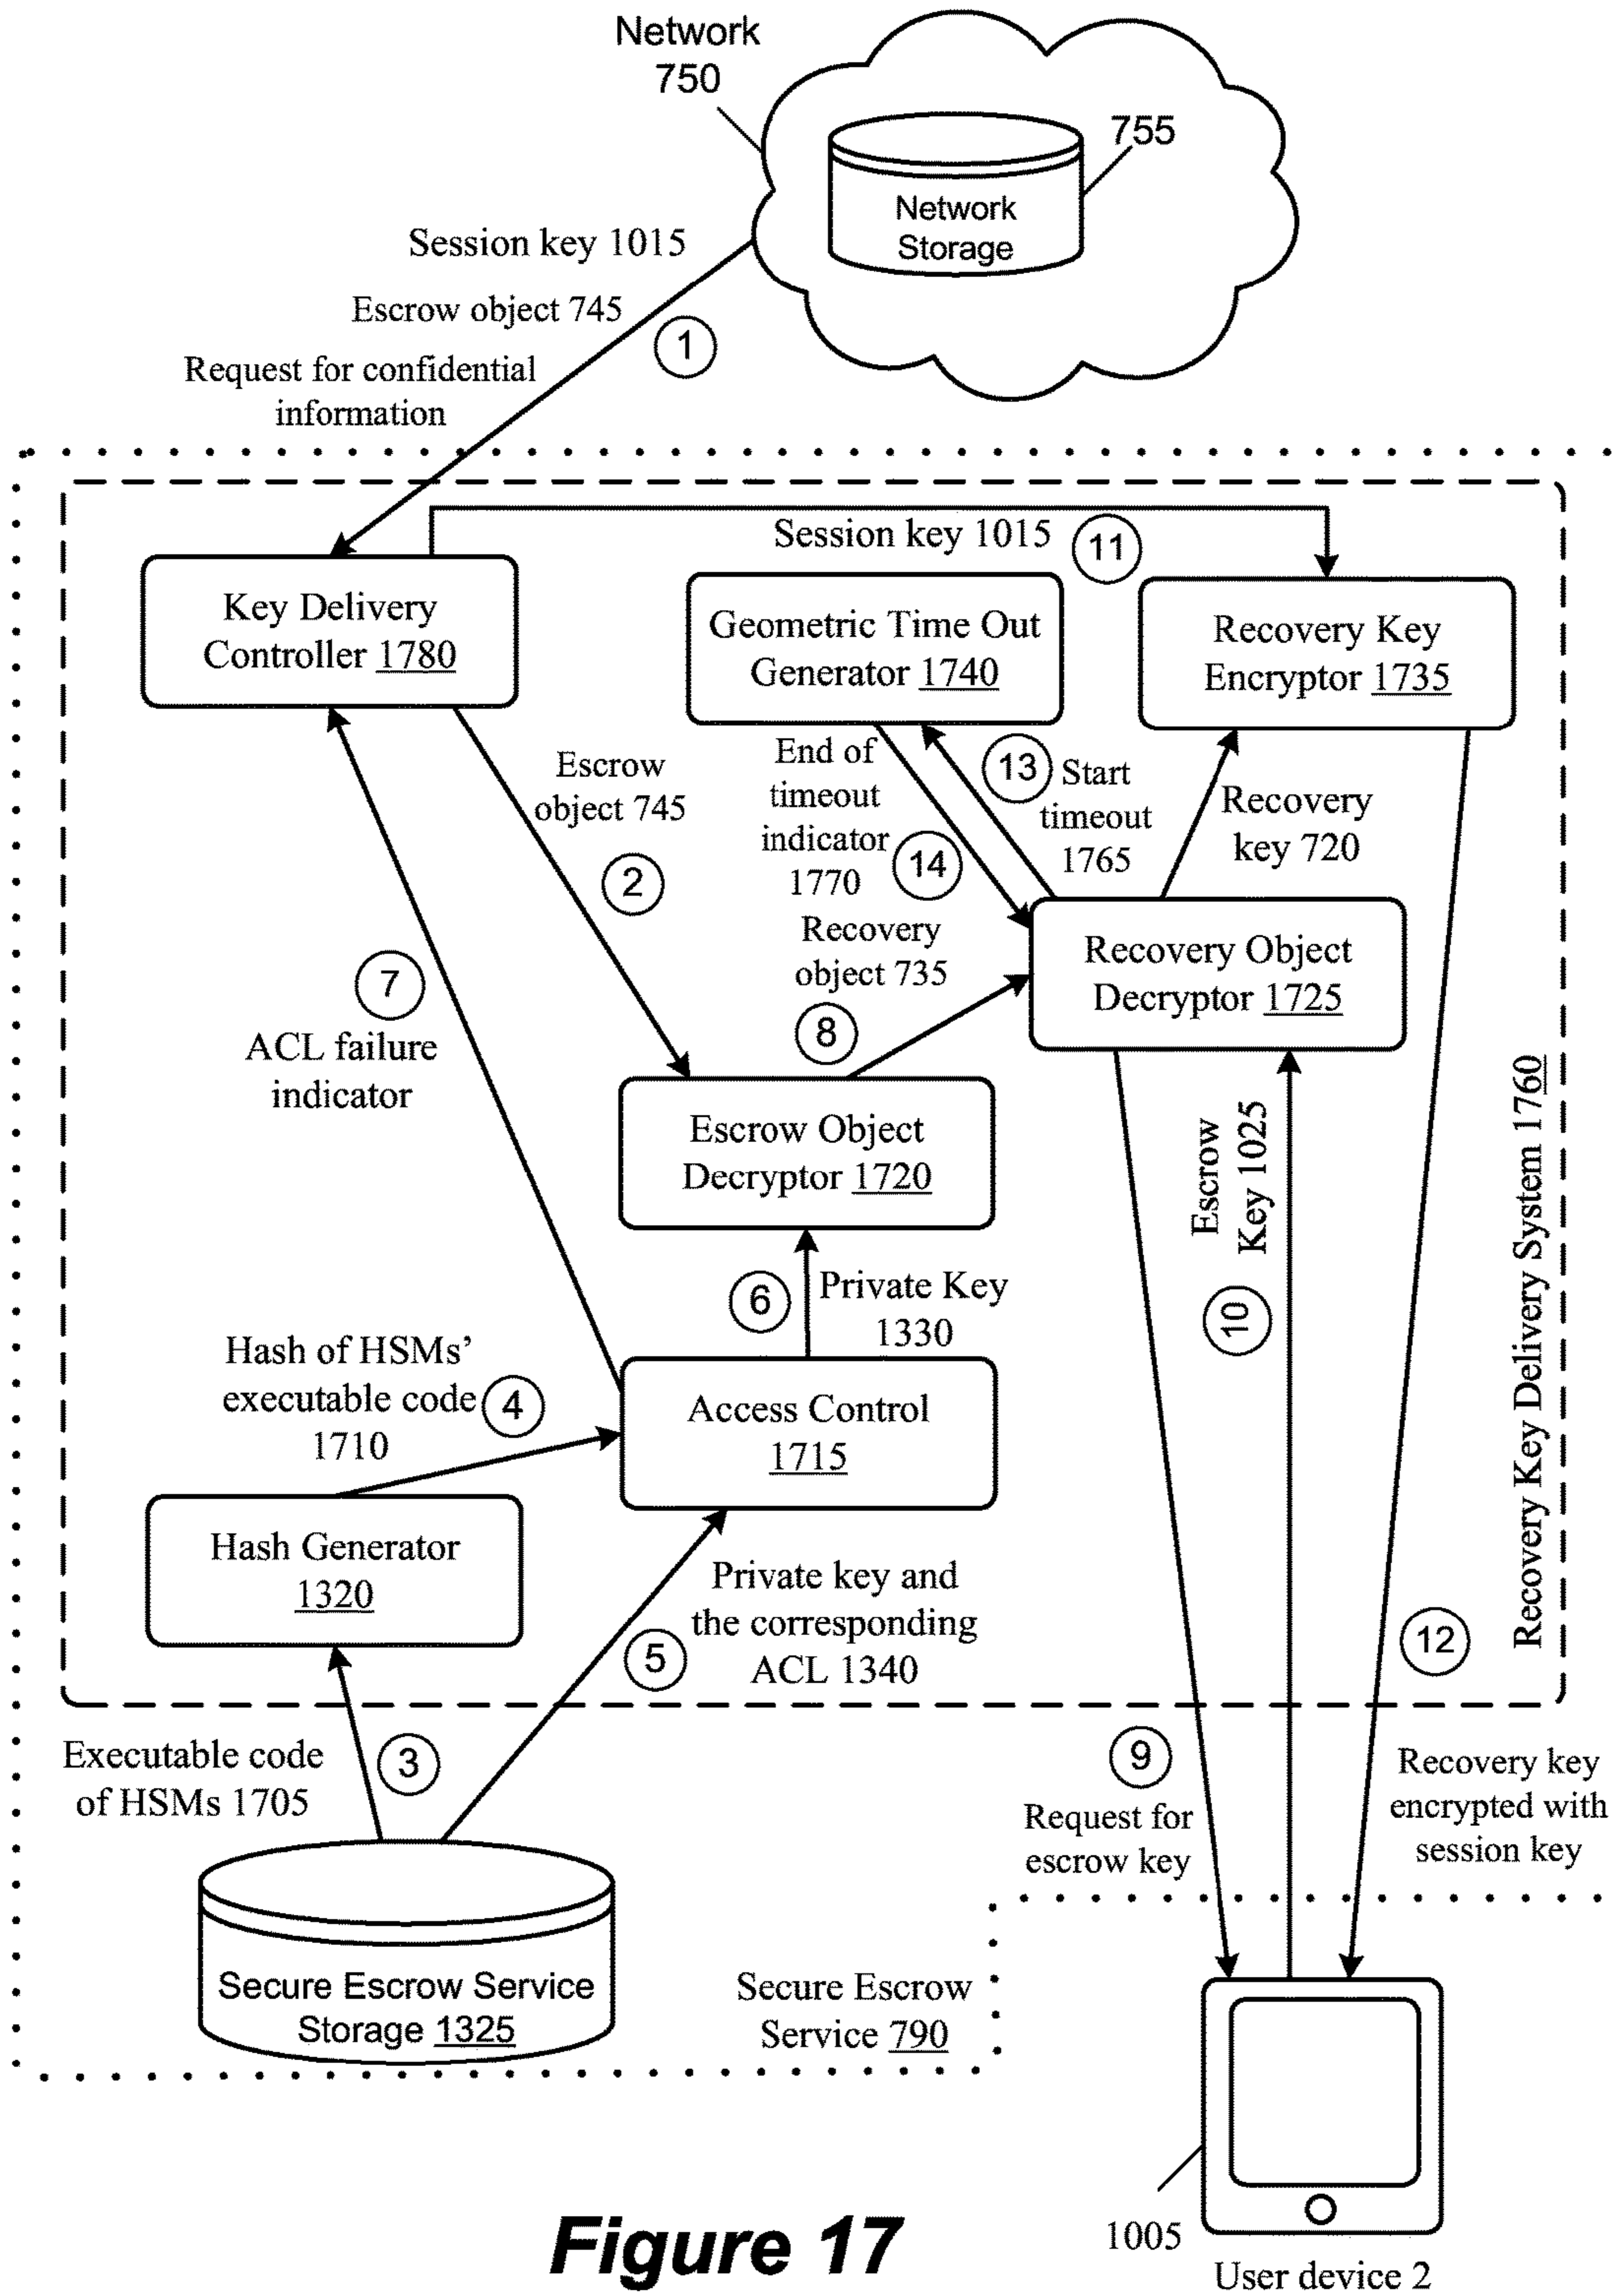 Network
750
755
Network
Storage
Session key 1015
Escrow object 745
1
Request for confidential
information
Session key 1015
11
Key Delivery
Controller 1780
Geometric Time Out
Generator 1740
Recovery Key
Encryptor 1735
Escrow
object 745
2
End of
timeout
indicator
1770
14
13
Start
timeout
1765
Recovery
key 720
Recovery
object 735
8
Recovery Object
Decryptor 1725
7
ACL failure
indicator
Escrow Object
Decryptor 1720
Escrow
Key 1025
10
Recovery Key Delivery System 1760
6
Private Key
1330
Hash of HSMs’
executable code
1710
4
Access Control
1715
Hash Generator
1320
Private key and
the corresponding
ACL 1340
5
12
Executable code
of HSMs 1705
3
9
Request for
escrow key
Recovery key
encrypted with
session key
Secure Escrow Service
Storage 1325
Secure Escrow
Service 790
1005
User device 2
Figure 17